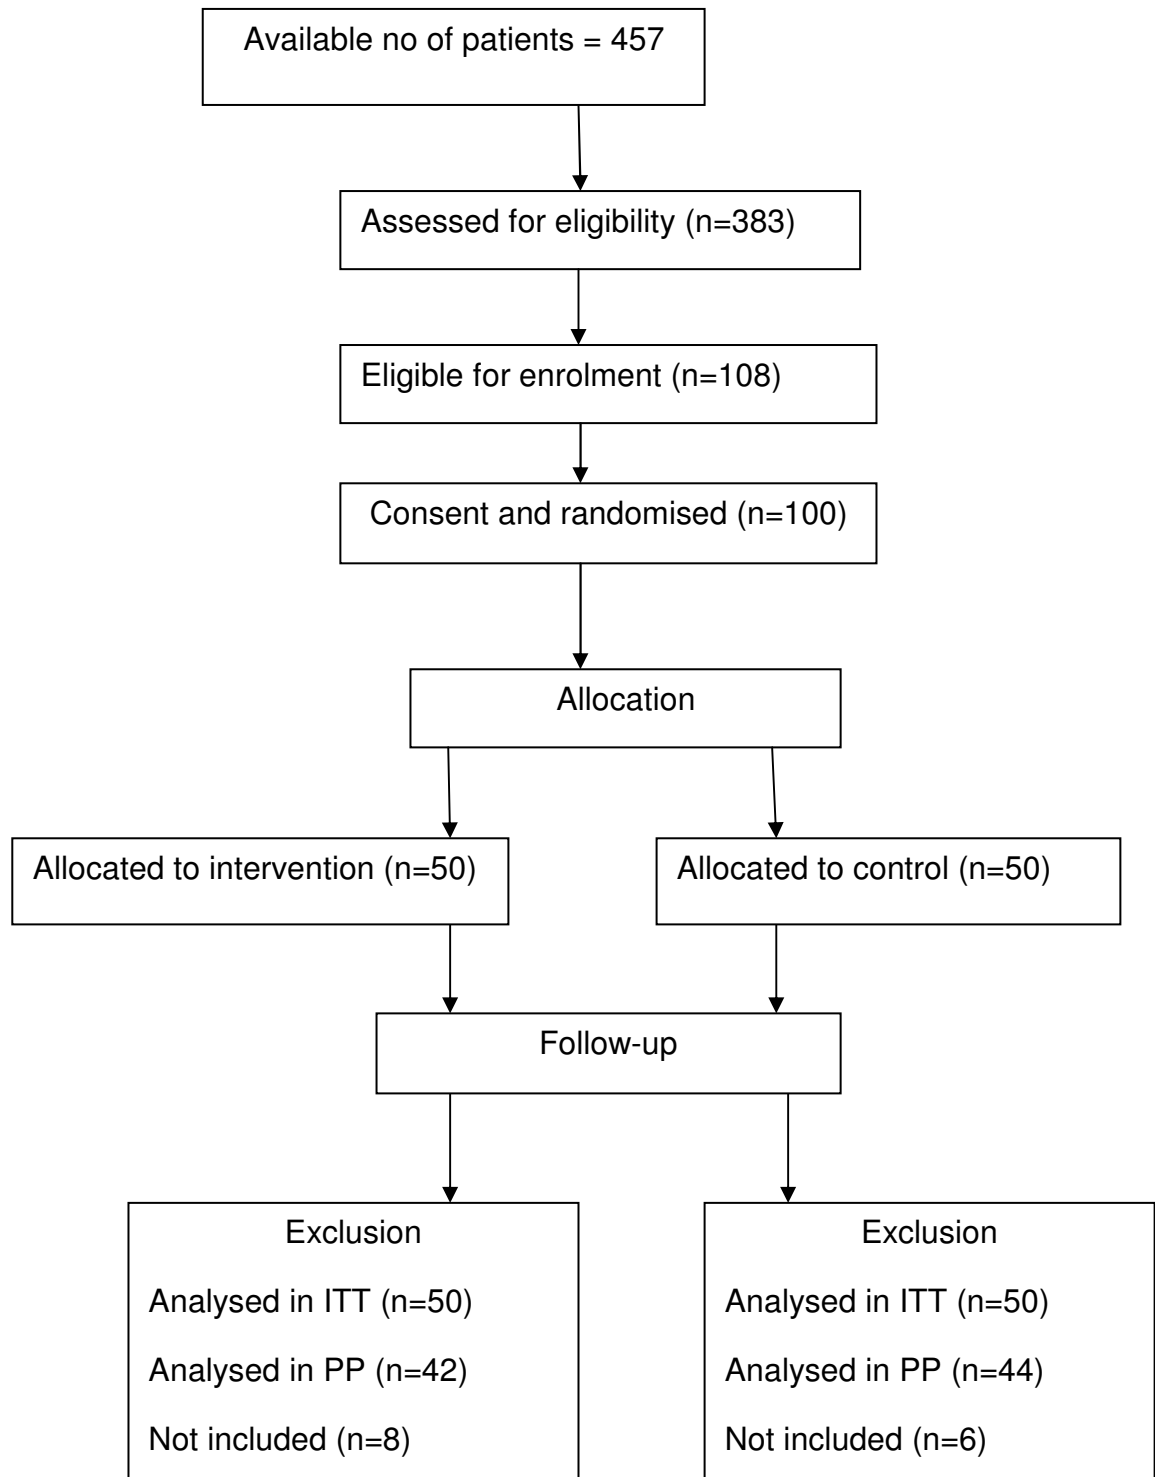 Available no of patients = 457
Assessed for eligibility (n=383)
Eligible for enrolment (n=108)
Consent and randomised (n=100)
Allocation
Allocated to intervention (n=50)
Allocated to control (n=50)
Follow-up
Exclusion
Analysed in ITT (n=50)
Analysed in PP (n=42)
Not included (n=8)
Exclusion
Analysed in ITT (n=50)
Analysed in PP (n=44)
Not included (n=6)